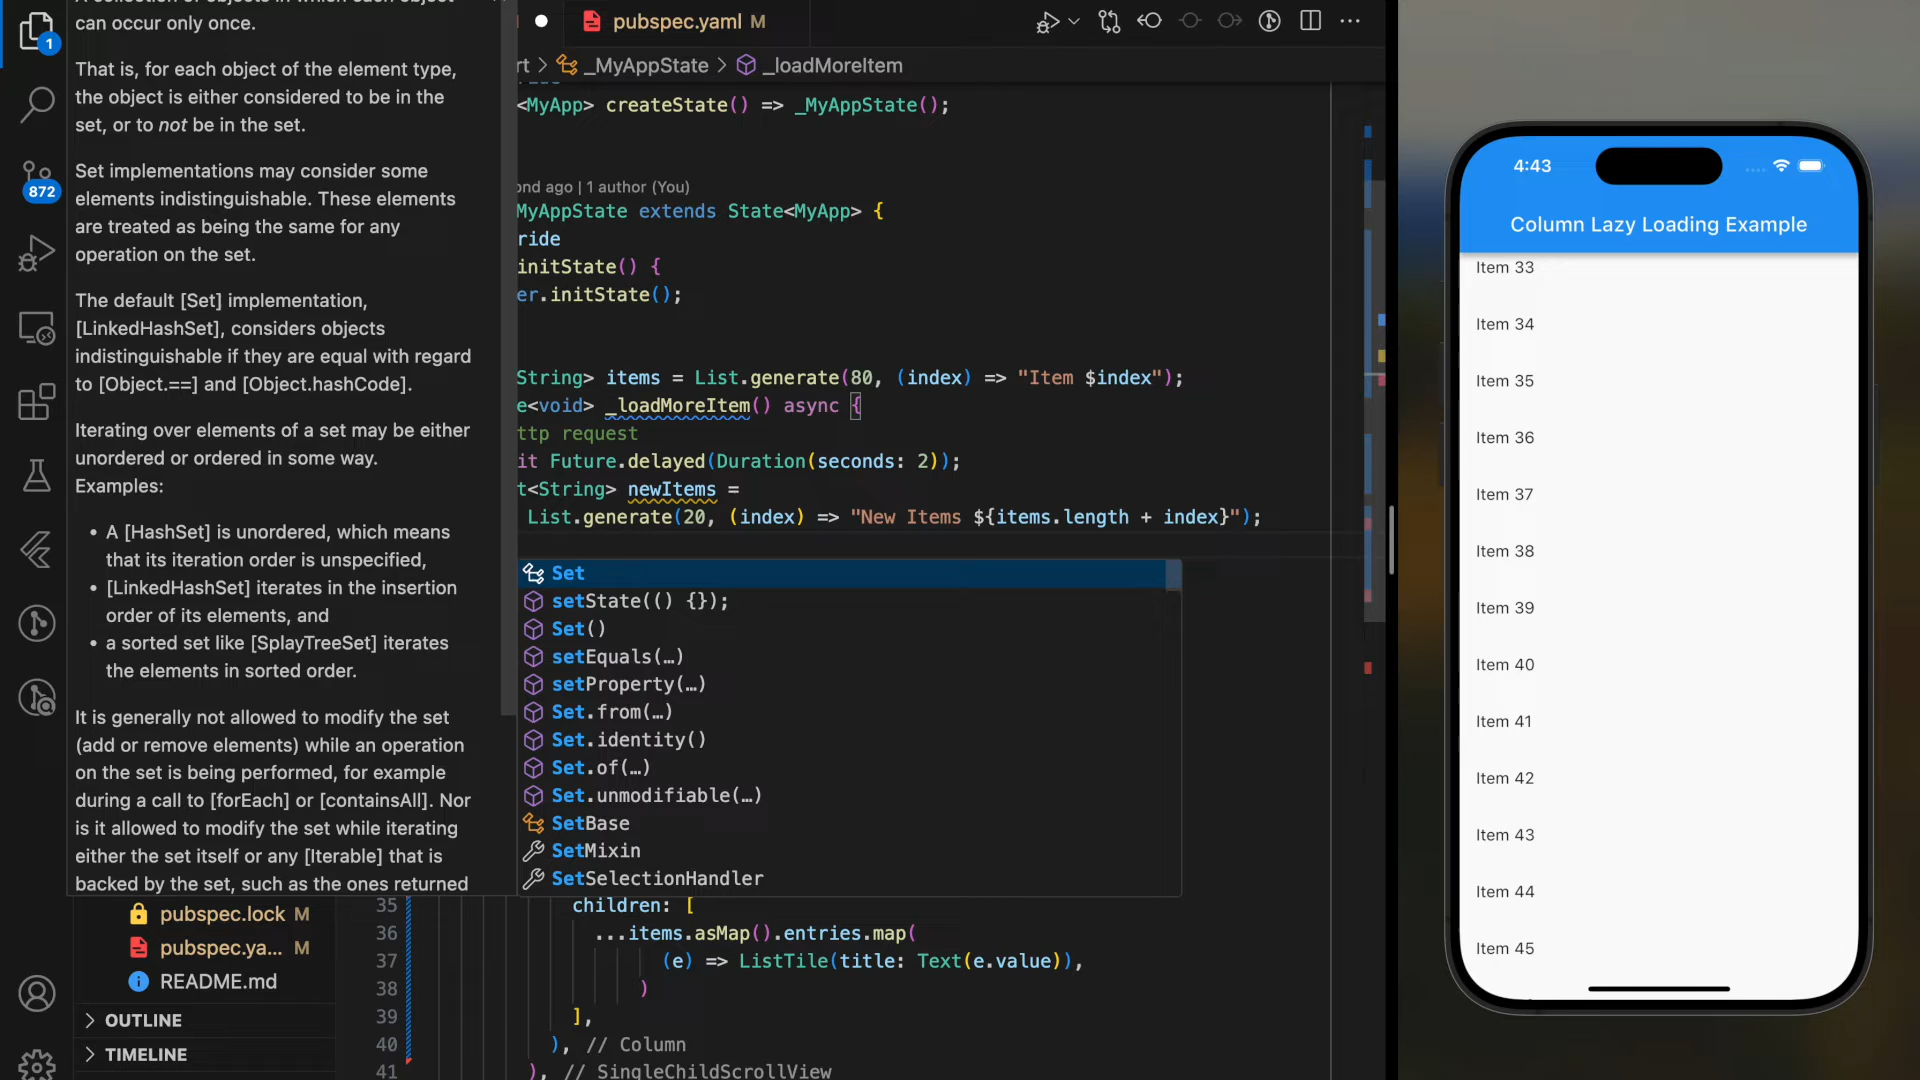 can occur only once.
That is, for each object of the element type,
the object is either considered to be in the
set, or to not be in the set.
Set implementations may consider some
elements indistinguishable. These elements
are treated as being the same for any
operation on the set.
The default [Set] implementation,
[LinkedHashSet], considers objects
indistinguishable if they are equal with regard
to [Object.==] and [Object.hashCode].
Iterating over elements of a set may be either
unordered or ordered in some way.
Examples:
• A [HashSet] is unordered, which means
that its iteration order is unspecified,
• [LinkedHashSet] iterates in the insertion
order of its elements, and
• a sorted set like [SplayTreeSet] iterates
the elements in sorted order.
It is generally not allowed to modify the set
(add or remove elements) while an operation
on the set is being performed, for example
during a call to [forEach] or [containsAll]. Nor
is it allowed to modify the set while iterating
either the set itself or any [Iterable] that is
backed by the set, such as the ones returned
1
872
pubspec.lock M
pubspec.ya... M
README.md
OUTLINE
TIMELINE
pubspec.yaml M
rt > _MyAppState > _loadMoreItem
<MyApp> createState() => _MyAppState();
ond ago | 1 author (You)
MyAppState extends State<MyApp> {
ride
initState() {
er.initState();
String> items = List.generate(80, (index) => "Item $index");
e<void> _loadMoreItem() async {
ttp request
it Future.delayed(Duration(seconds: 2));
t<String> newItems =
List.generate(20, (index) => "New Items ${items.length + index}");
Set
setState(() {});
Set()
setEquals(…)
setProperty(…)
Set.from(…)
Set.identity()
Set.of(…)
Set.unmodifiable(…)
SetBase
SetMixin
SetSelectionHandler
35 children: [
36 ...items.asMap().entries.map(
37 (e) => ListTile(title: Text(e.value)),
38 )
39 ],
40 ), // Column
41 ), // SingleChildScrollView
4:43
Column Lazy Loading Example
Item 33
Item 34
Item 35
Item 36
Item 37
Item 38
Item 39
Item 40
Item 41
Item 42
Item 43
Item 44
Item 45